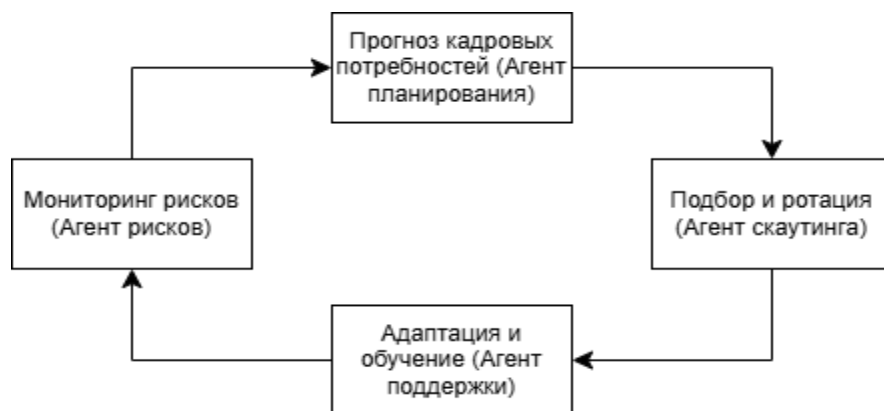 Прогноз кадровых
потребностей (Агент
планирования)
Мониторинг рисков
(Агент рисков)
Подбор и ротация
(Агент скаутинга)
Адаптация и
обучение (Агент
поддержки)